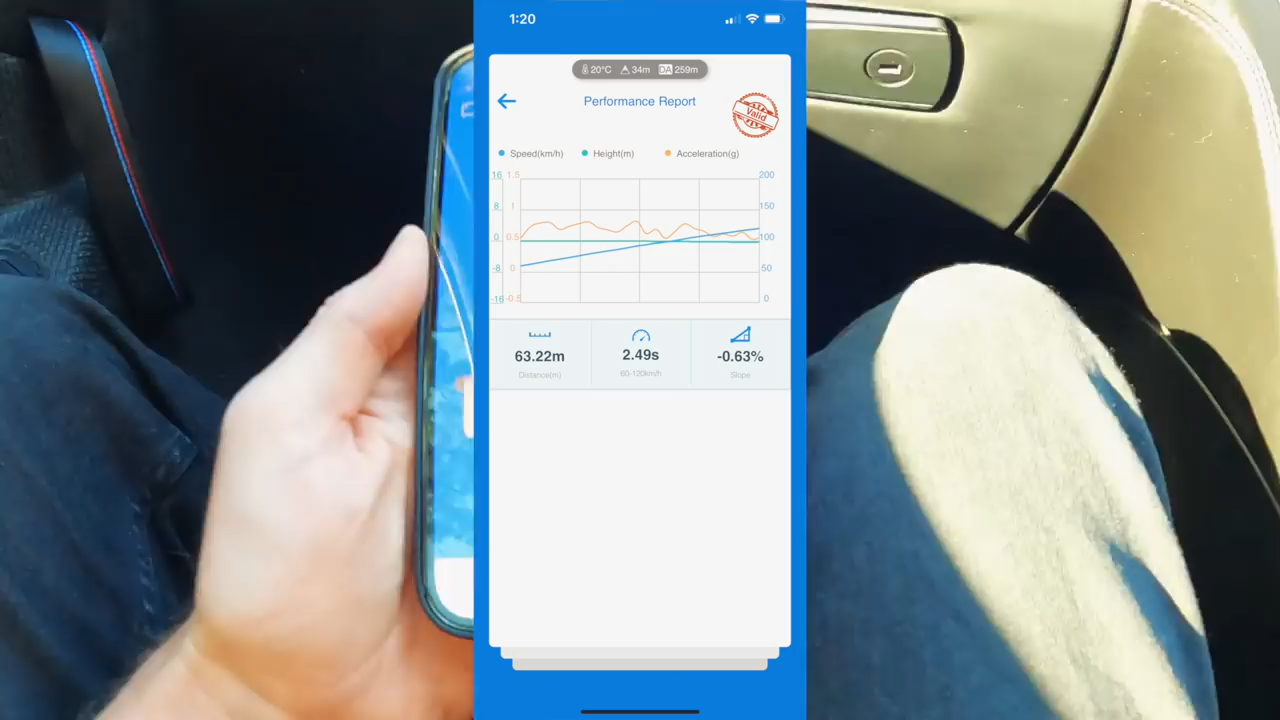 1:20
20°C 34m DA 259m
Performance Report
Valid
Speed(km/h) Height(m) Acceleration(g)
16 1.5 200
8 1 150
0 0.5 100
-8 0 50
-16 -0.5 0
63.22m 2.49s -0.63%
Distance(m) 60-120km/h Slope